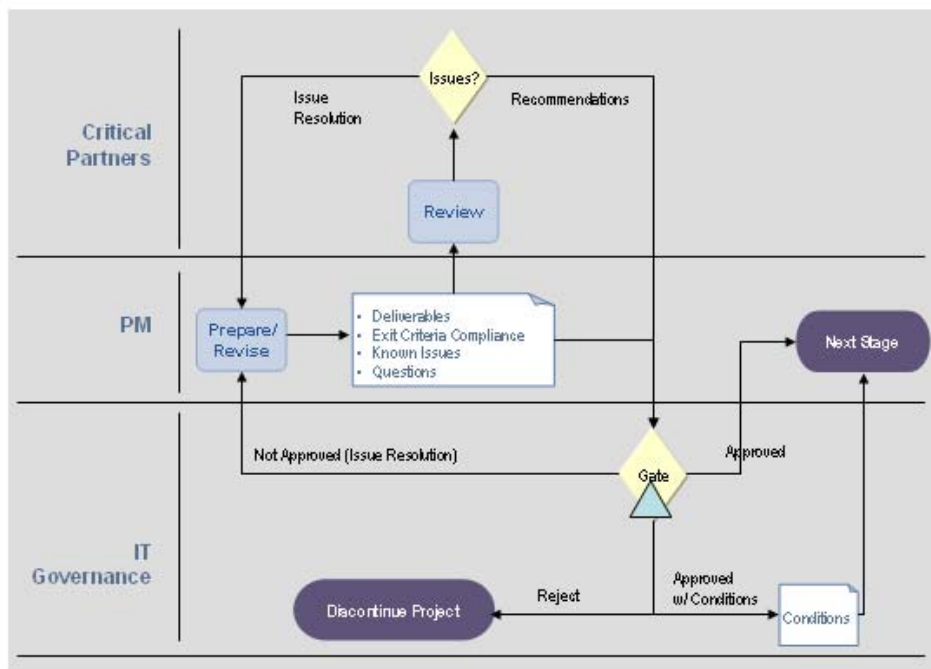 Issues?
Issue
Resolution
Recommendations
Critical
Partners
Review
PM
Prepare/
Revise
• Deliverables
• Exit Criteria Compliance
• Known Issues
• Questions
Next Stage
Not Approved (Issue Resolution)
Gate
Approved
IT
Governance
Discontinue Project
Reject
Approved
w/ Conditions
Conditions